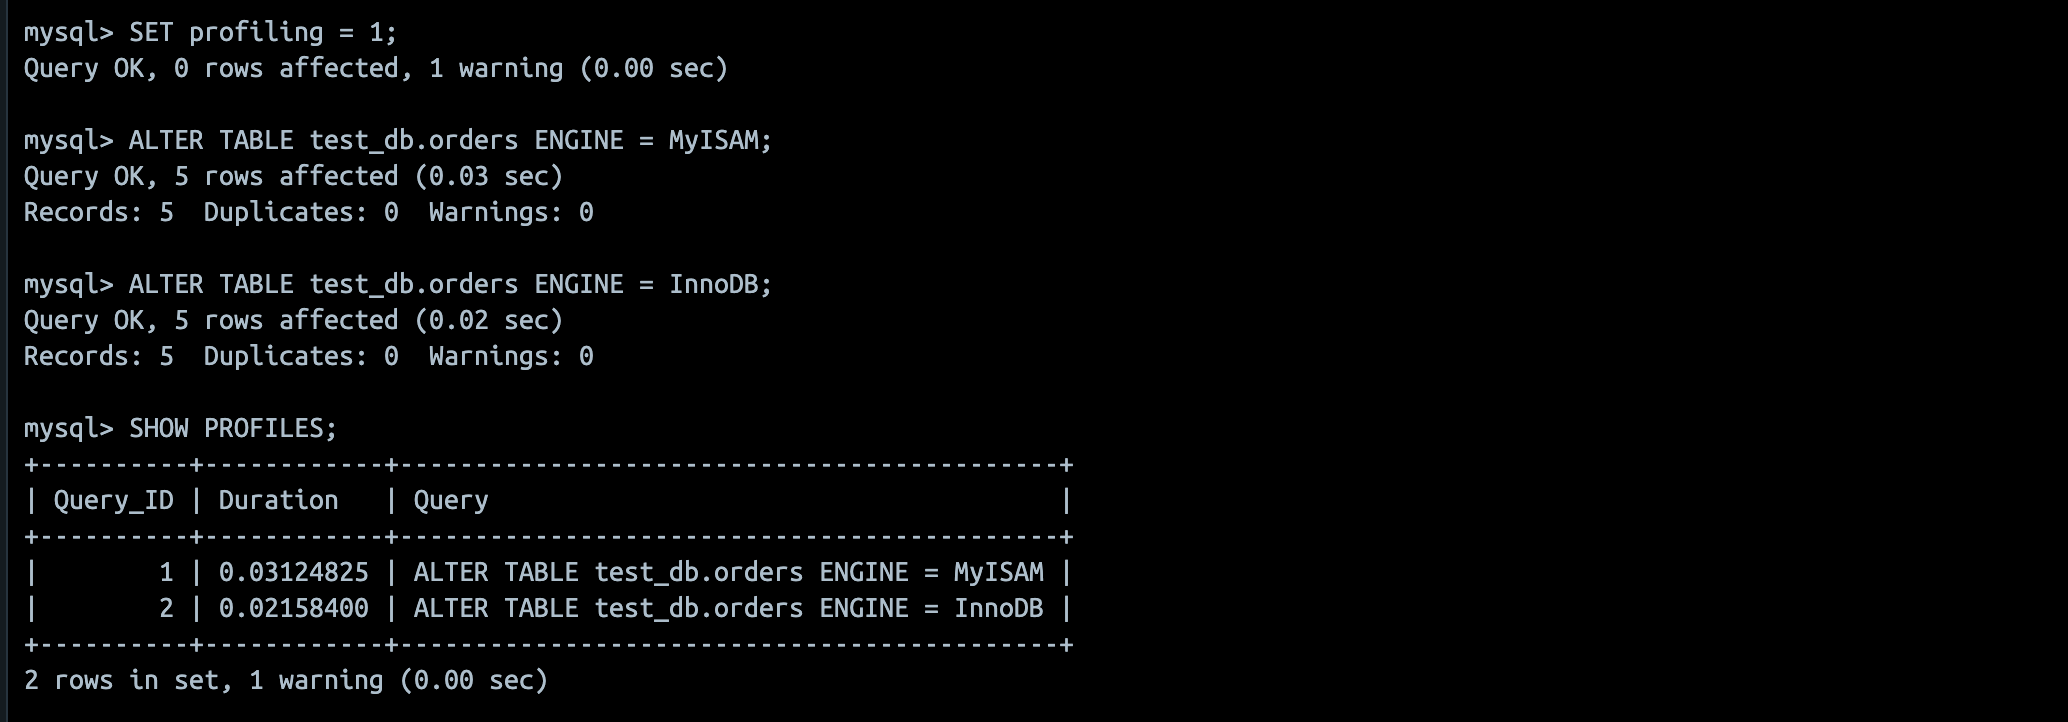 mysql> SET profiling = 1;
Query OK, 0 rows affected, 1 warning (0.00 sec)

mysql> ALTER TABLE test_db.orders ENGINE = MyISAM;
Query OK, 5 rows affected (0.03 sec)
Records: 5  Duplicates: 0  Warnings: 0

mysql> ALTER TABLE test_db.orders ENGINE = InnoDB;
Query OK, 5 rows affected (0.02 sec)
Records: 5  Duplicates: 0  Warnings: 0

mysql> SHOW PROFILES;
+----------+------------+--------------------------------------------+
| Query_ID | Duration   | Query                                      |
+----------+------------+--------------------------------------------+
|        1 | 0.03124825 | ALTER TABLE test_db.orders ENGINE = MyISAM |
|        2 | 0.02158400 | ALTER TABLE test_db.orders ENGINE = InnoDB |
+----------+------------+--------------------------------------------+
2 rows in set, 1 warning (0.00 sec)